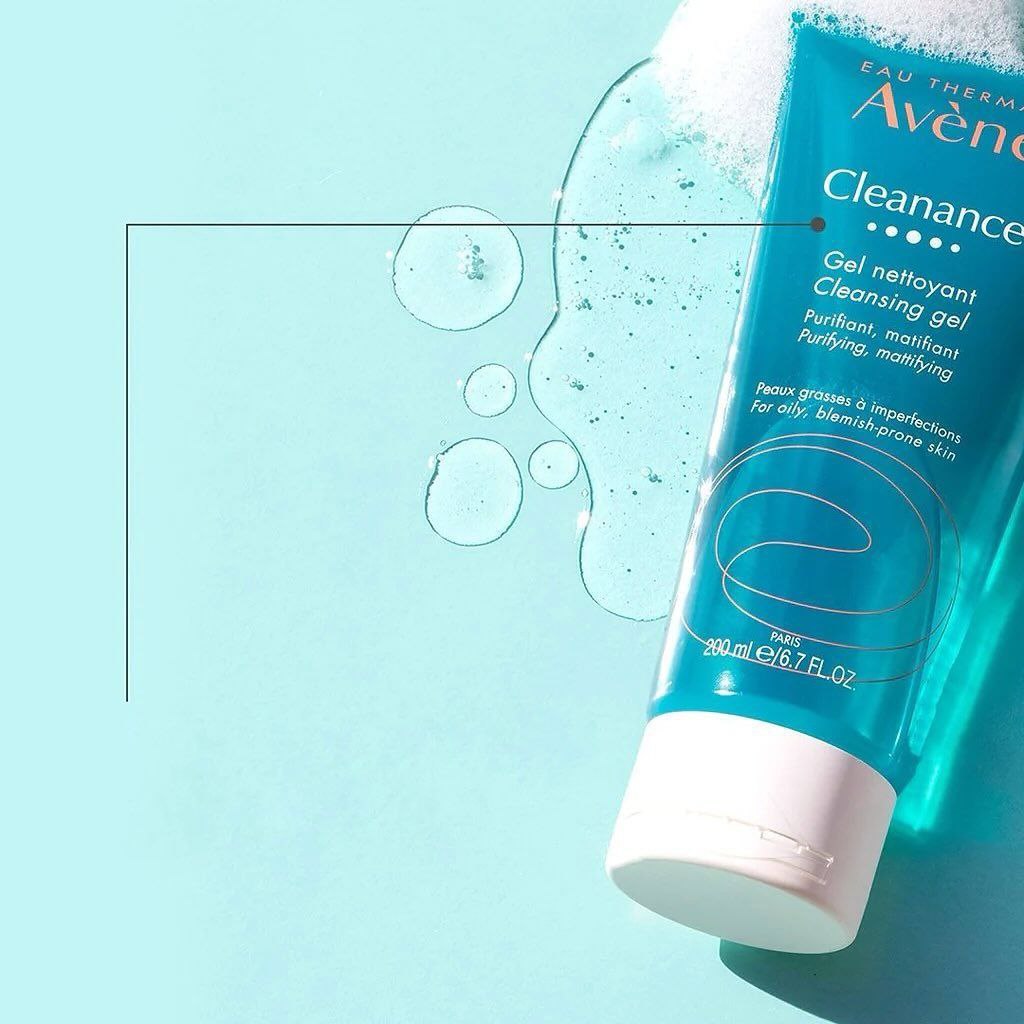 EAU THERMA
Avène
Cleanance
Gel nettoyant
Cleansing gel
Purifiant, matifiant
Purifying, mattifying
Peaux grasses à imperfections
For oily, blemish-prone skin
PARIS
200 ml e/6.7 FL.OZ.